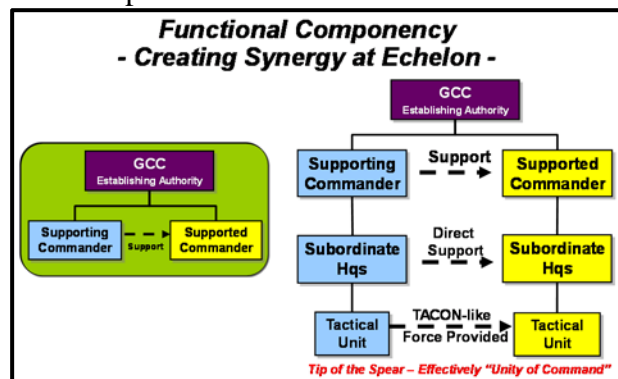 Functional Componency
- Creating Synergy at Echelon -
GCC
Establishing Authority
Supporting
Commander
Support
Supported
Commander
GCC
Establishing Authority
Supporting
Commander
Support
Supported
Commander
Subordinate
Hqs
Direct
Support
Subordinate
Hqs
Tactical
Unit
TACON-like
Force Provided
Tactical
Unit
Tip of the Spear – Effectively "Unity of Command"